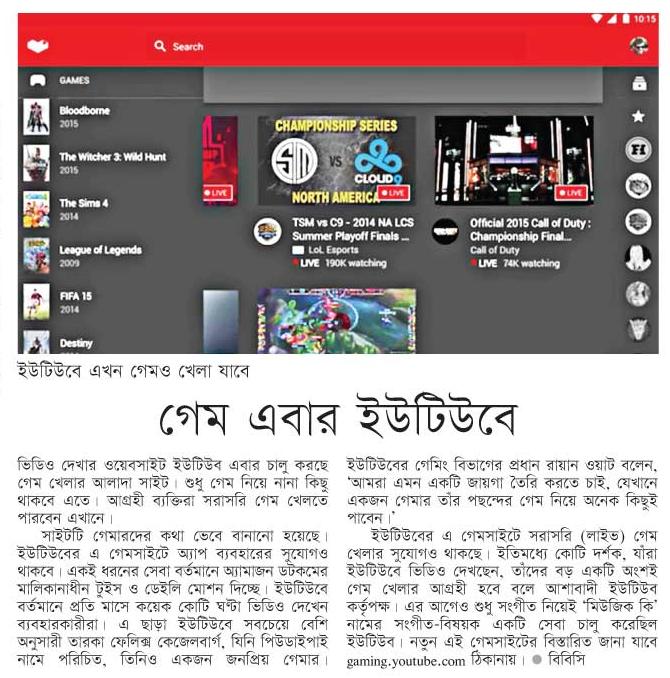 10:15
Search
GAMES
Bloodborne
2015
The Witcher 3: Wild Hunt
2015
The Sims 4
2014
League of Legends
2009
FIFA 15
2014
Destiny
LIVE
CHAMPIONSHIP SERIES
TSM VS CLOUD9
NORTH AMERICA
LIVE
TSM vs C9 - 2014 NA LCS
Summer Playoff Finals ...
LoL Esports
LIVE 190K watching
LIVE
Official 2015 Call of Duty :
Championship Final...
Call of Duty
LIVE 74K watching
ইউটিউবে এখন গেমও খেলা যাবে
গেম এবার ইউটিউবে
ভিডিও দেখার ওয়েবসাইট ইউটিউব এবার চালু করছে
গেম খেলার আলাদা সাইট। শুধু গেম নিয়ে নানা কিছু
থাকবে এতে। আগ্রহী ব্যক্তিরা সরাসরি গেম খেলতে
পারবেন এখানে।
সাইটটি গেমারদের কথা ভেবে বানানো হয়েছে।
ইউটিউবের এ গেমসাইটে অ্যাপ ব্যবহারের সুযোগও
থাকবে। একই ধরনের সেবা বর্তমানে অ্যামাজন ডটকমের
মালিকানাধীন টুইস ও ডেইলি মোশন দিচ্ছে। ইউটিউবে
বর্তমানে প্রতি মাসে কয়েক কোটি ঘণ্টা ভিডিও দেখেন
ব্যবহারকারীরা। এ ছাড়া ইউটিউবে সবচেয়ে বেশি
অনুসারী তারকা ফেলিক্স কেজেলবার্গ, যিনি পিউডাইপাই
নামে পরিচিত, তিনিও একজন জনপ্রিয় গেমার।
ইউটিউবের গেমিং বিভাগের প্রধান রায়ান ওয়াট বলেন,
‘আমরা এমন একটি জায়গা তৈরি করতে চাই, যেখানে
একজন গেমার তাঁর পছন্দের গেম নিয়ে অনেক কিছুই
পাবেন।’
ইউটিউবের এ গেমসাইটে সরাসরি (লাইভ) গেম
খেলার সুযোগও থাকছে। ইতিমধ্যে কোটি দর্শক, যাঁরা
ইউটিউবে ভিডিও দেখছেন, তাঁদের বড় একটি অংশই
গেম খেলার আগ্রহী হবে বলে আশাবাদী ইউটিউব
কর্তৃপক্ষ। এর আগেও শুধু সংগীত নিয়েই ‘মিউজিক কি’
নামের সংগীত-বিষয়ক একটি সেবা চালু করেছিল
ইউটিউব। নতুন এই গেমসাইটের বিস্তারিত জানা যাবে
gaming.youtube.com ঠিকানায়। ● বিবিসি